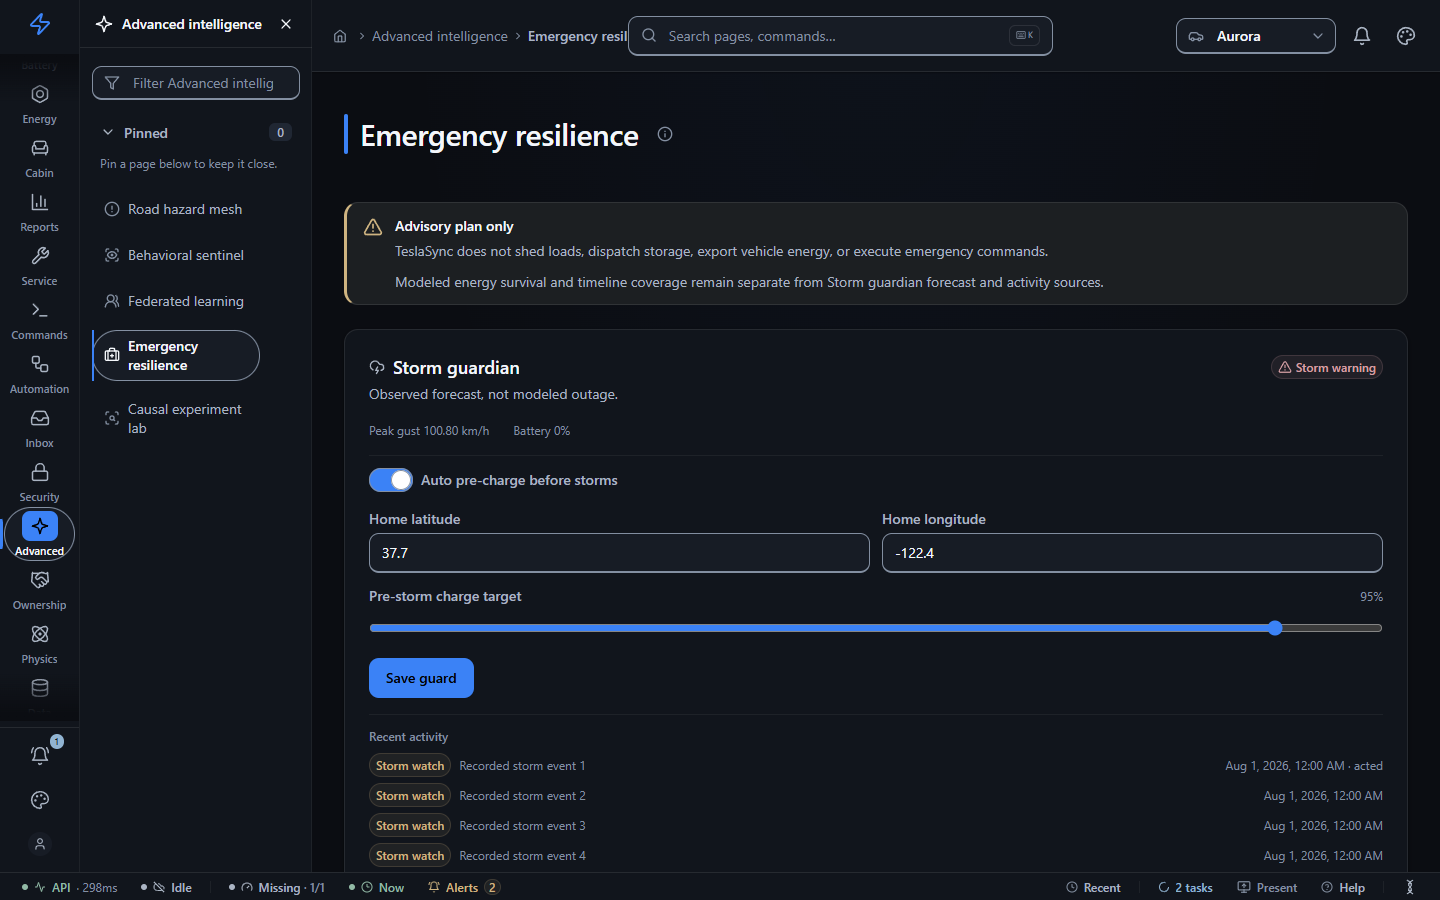 Advanced intelligence
Advanced intelligence
Emergency resil
Search pages, commands...
K
Aurora
Battery
Energy
Cabin
Reports
Service
Commands
Automation
Inbox
Security
Advanced
Ownership
Physics
1
Filter Advanced intellig
Pinned
0
Pin a page below to keep it close.
Road hazard mesh
Behavioral sentinel
Federated learning
Emergency
resilience
Causal experiment
lab
Emergency resilience
Advisory plan only
TeslaSync does not shed loads, dispatch storage, export vehicle energy, or execute emergency commands.
Modeled energy survival and timeline coverage remain separate from Storm guardian forecast and activity sources.
Storm guardian
Storm warning
Observed forecast, not modeled outage.
Peak gust 100.80 km/h
Battery 0%
Auto pre-charge before storms
Home latitude
Home longitude
37.7
-122.4
Pre-storm charge target
95%
Save guard
Recent activity
Storm watch Recorded storm event 1 Aug 1, 2026, 12:00 AM · acted
Storm watch Recorded storm event 2 Aug 1, 2026, 12:00 AM
Storm watch Recorded storm event 3 Aug 1, 2026, 12:00 AM
Storm watch Recorded storm event 4 Aug 1, 2026, 12:00 AM
API · 298ms
Idle
Missing · 1/1
Now
Alerts 2
Recent
2 tasks
Present
Help